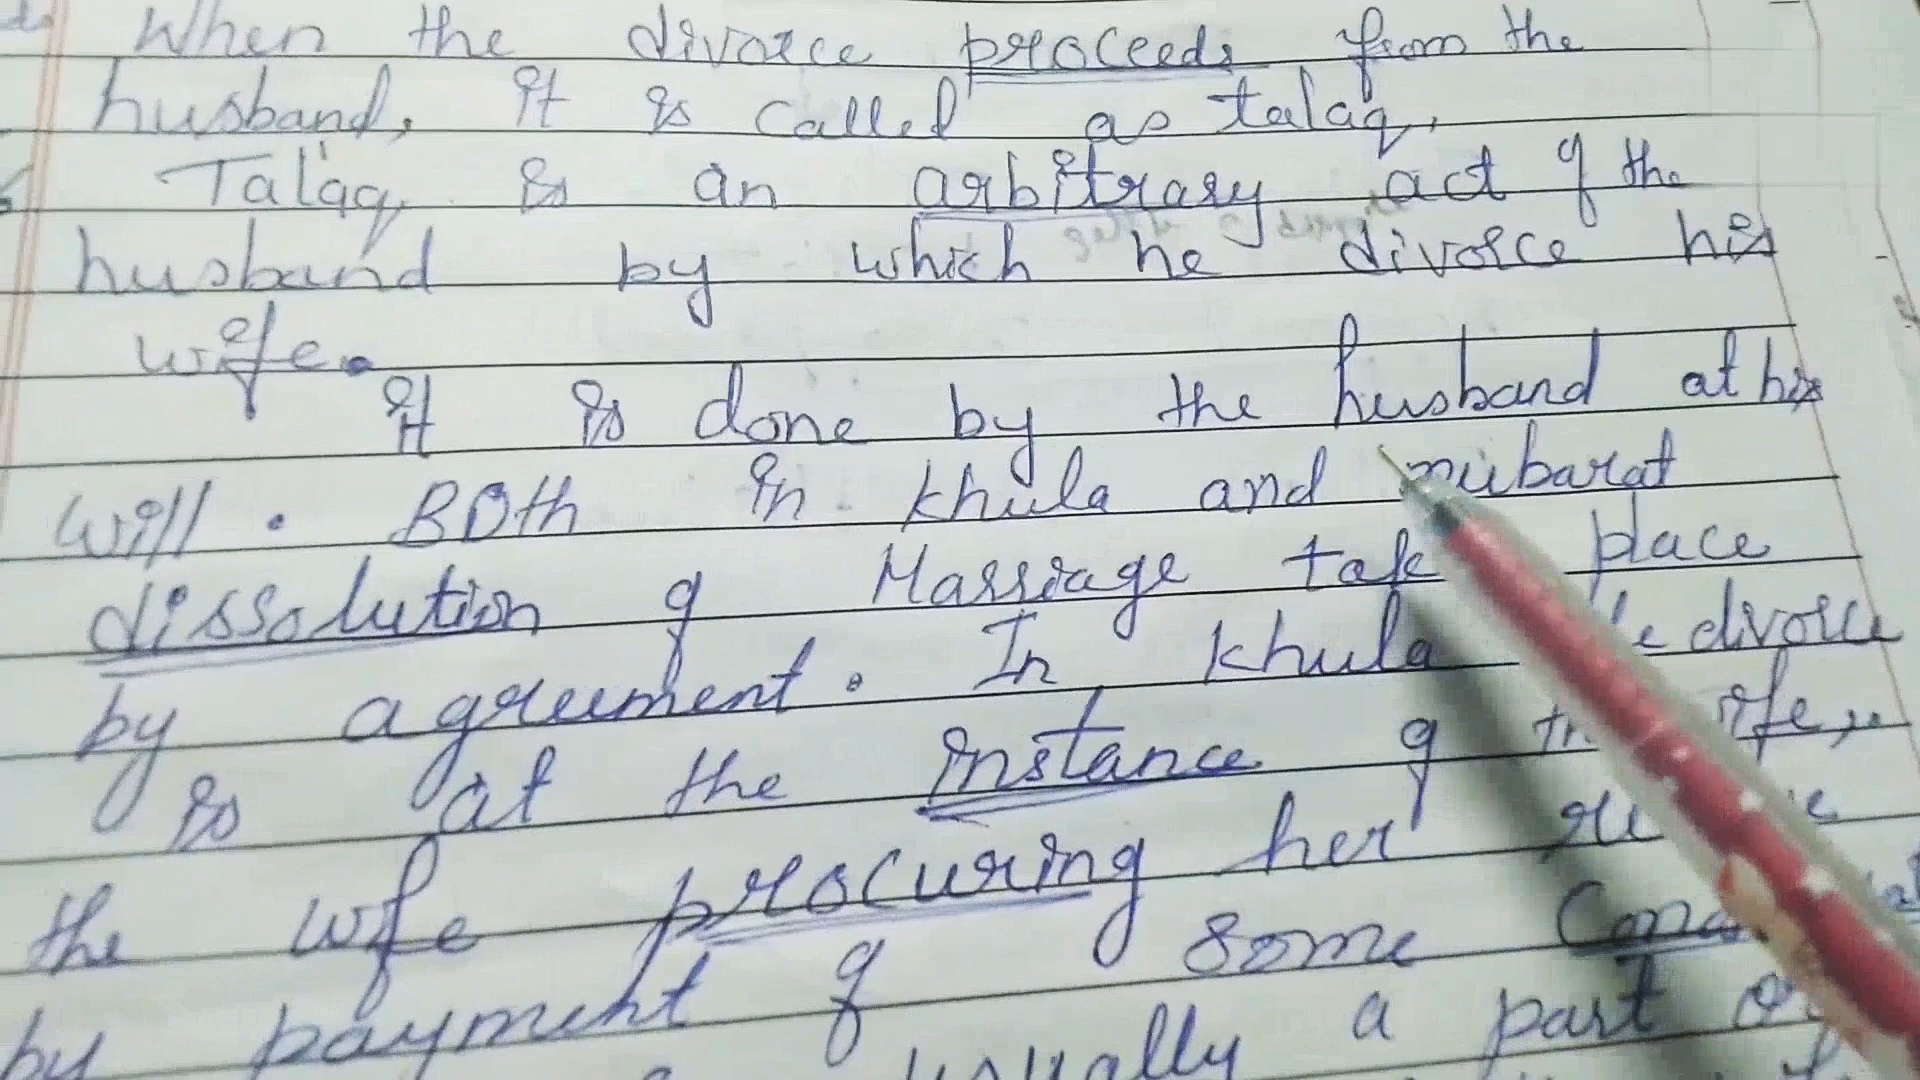 When the divorce proceeds from the
husband, it is called as talaq,
Talaq, is an arbitrary act of the
husband by which he divorce his
wife.
It is done by the husband at his
will. Both in khula and mubarat
dissolution of Marriage take place
by agreement. In khula divorce
is at the instance of wife,
the wife procuring her
by payment of some
usually a part of